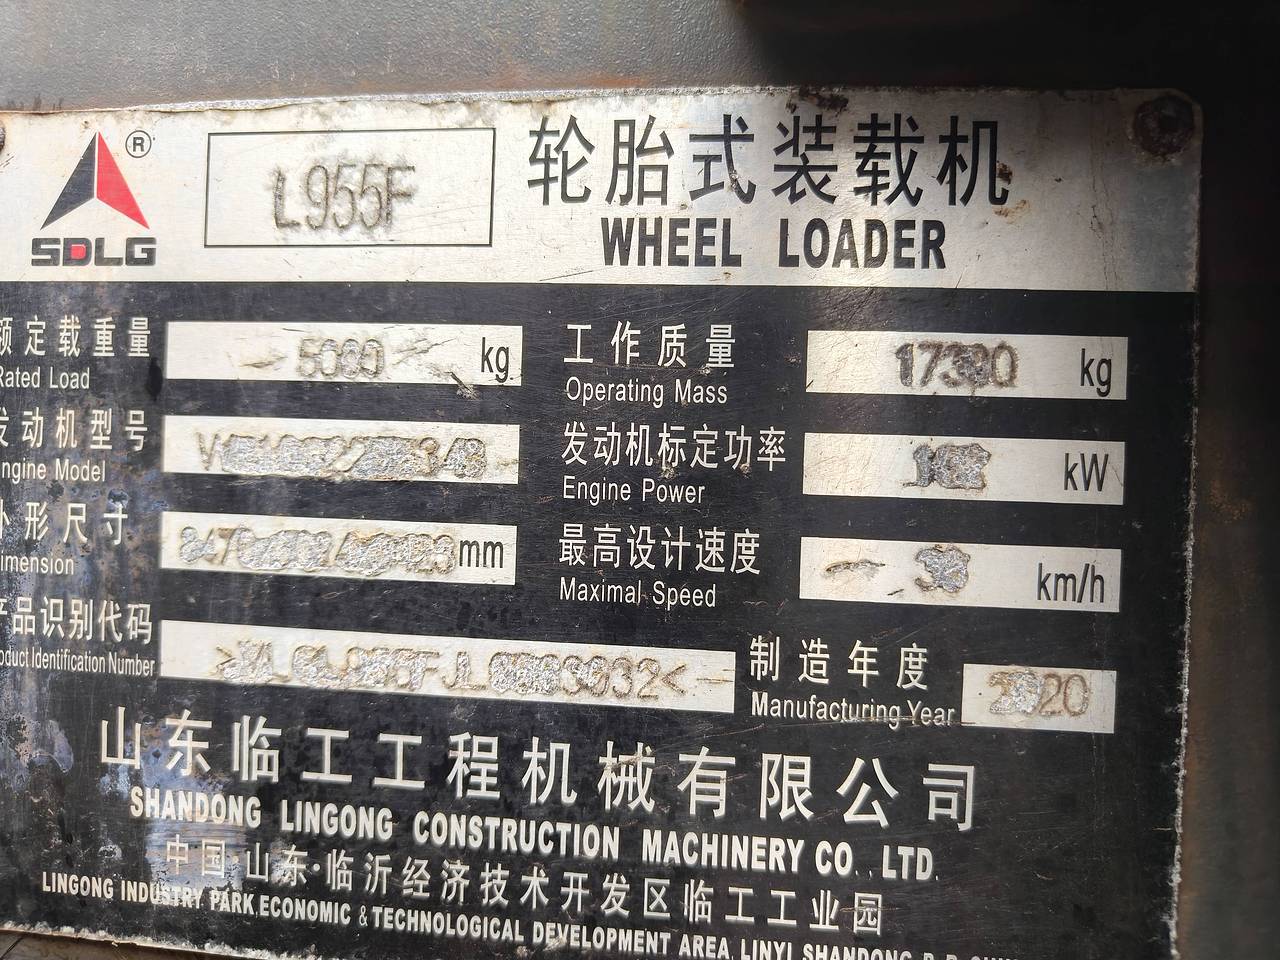 SDLG ®
L955F
轮胎式装载机
WHEEL LOADER
额定载重量 kg
Rated Load
工作质量 kg
Operating Mass
发动机型号
Engine Model
发动机标定功率 kW
Engine Power
外形尺寸 mm
Dimension
最高设计速度 km/h
Maximal Speed
产品识别代码
Product Identification Number
制造年度 2020
Manufacturing Year
山东临工工程机械有限公司
SHANDONG LINGONG CONSTRUCTION MACHINERY CO.,LTD.
中国·山东·临沂经济技术开发区临工工业园
LINGONG INDUSTRY PARK,ECONOMIC & TECHNOLOGICAL DEVELOPMENT AREA, LINYI SHANDONG